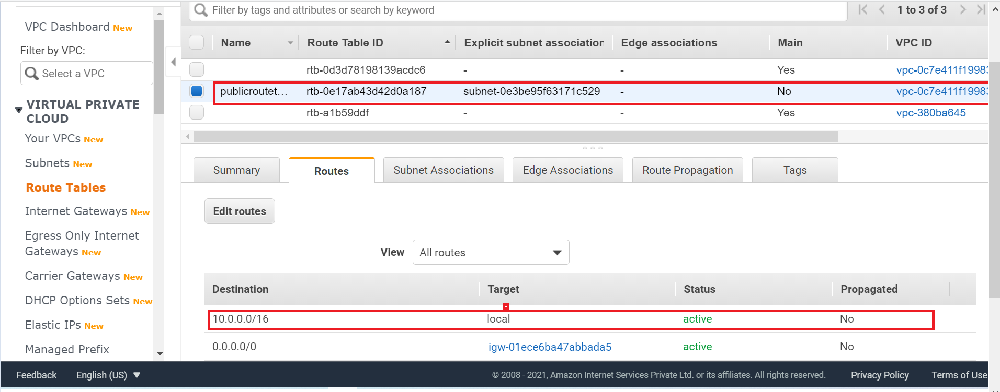 VPC Dashboard New
Filter by VPC:
Select a VPC
VIRTUAL PRIVATE
CLOUD
Your VPCs New
Subnets New
Route Tables
Internet Gateways New
Egress Only Internet
Gateways New
Carrier Gateways New
DHCP Options Sets New
Elastic IPs New
Managed Prefix
Filter by tags and attributes or search by keyword
1 to 3 of 3
Name Route Table ID Explicit subnet association Edge associations Main VPC ID
rtb-0d3d78198139acdc6 - - Yes vpc-0c7e411f19983
publicroutet... rtb-0e17ab43d42d0a187 subnet-0e3be95f63171c529 - No vpc-0c7e411f19983
rtb-a1b59ddf - - Yes vpc-380ba645
Summary Routes Subnet Associations Edge Associations Route Propagation Tags
Edit routes
View All routes
Destination Target Status Propagated
10.0.0.0/16 local active No
0.0.0.0/0 igw-01ece6ba47abbada5 active No
Feedback English (US) © 2008 - 2021, Amazon Internet Services Private Ltd. or its affiliates. All rights reserved. Privacy Policy Terms of Use